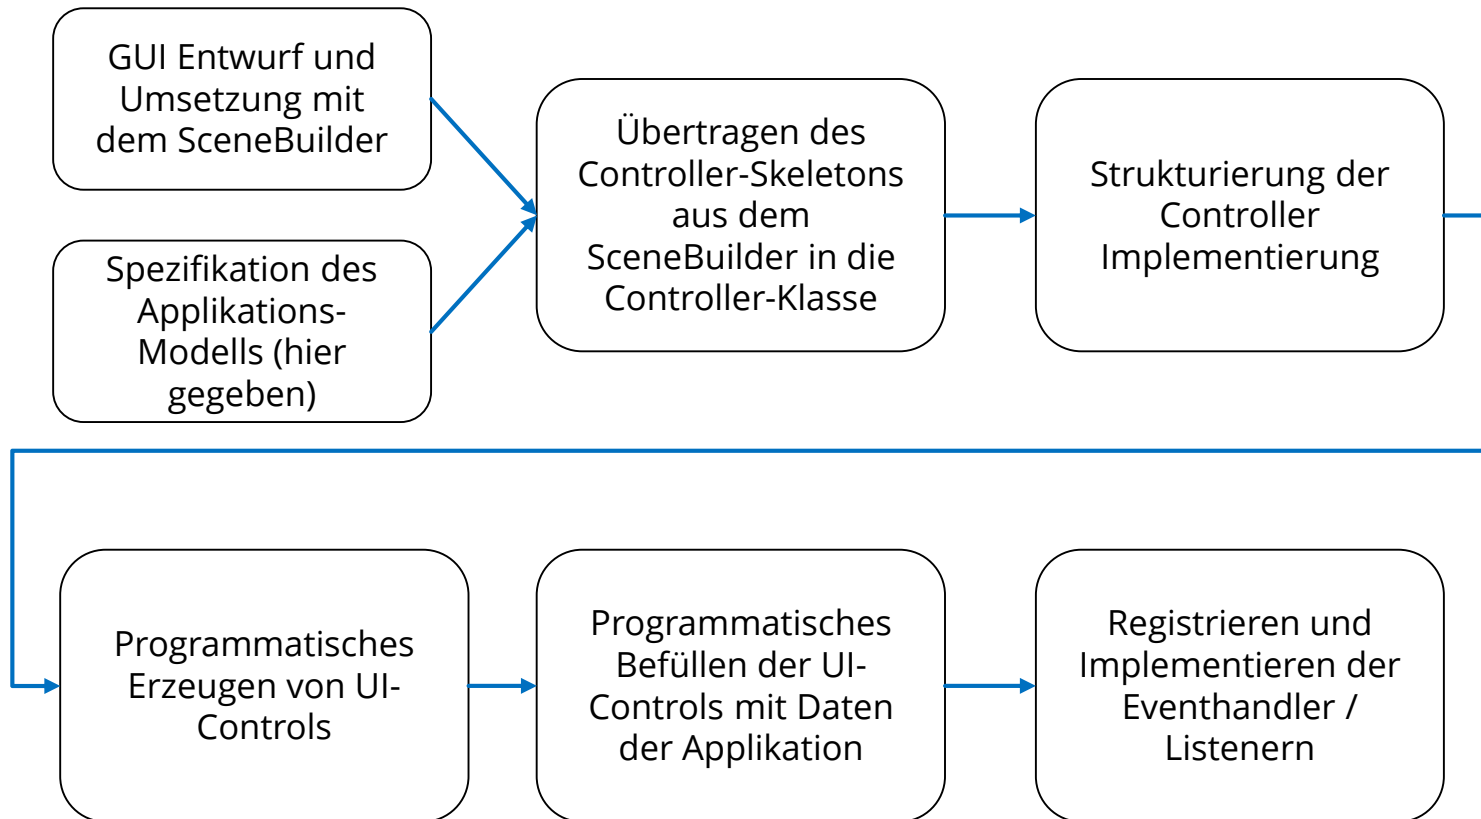 GUI Entwurf und
Umsetzung mit
dem SceneBuilder
Spezifikation des
Applikations-
Modells (hier
gegeben)
Übertragen des
Controller-Skeletons
aus dem
SceneBuilder in die
Controller-Klasse
Strukturierung der
Controller
Implementierung
Programmatisches
Erzeugen von UI-
Controls
Programmatisches
Befüllen der UI-
Controls mit Daten
der Applikation
Registrieren und
Implementieren der
Eventhandler /
Listenern